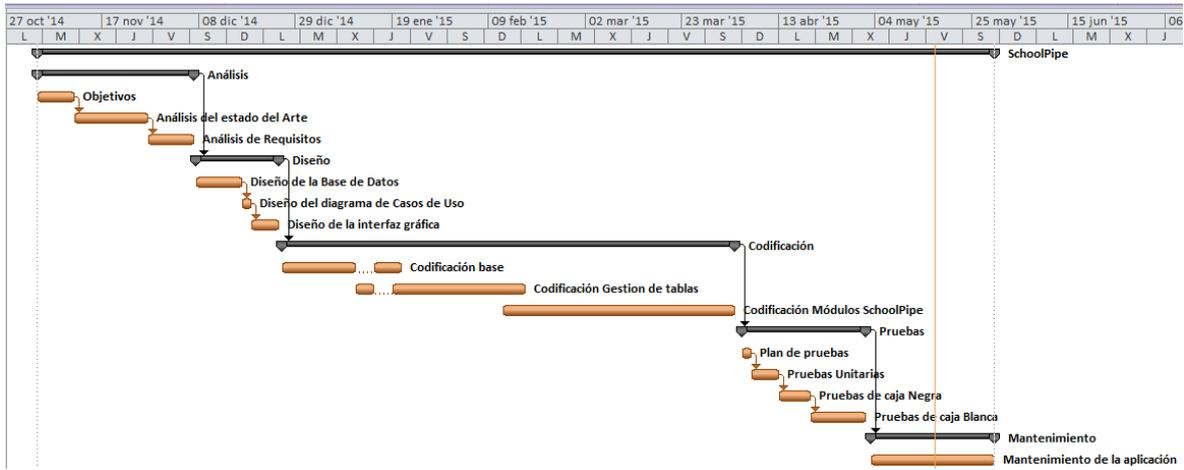 27 oct '14 17 nov '14 08 dic '14 29 dic '14 19 ene '15 09 feb '15 02 mar '15 23 mar '15 13 abr '15 04 may '15 25 may '15 15 jun '15 06
L M X J V S D L M X J V S D L M X J V S D L M X J V S D L M X J
SchoolPipe
Análisis
Objetivos
Análisis del estado del Arte
Análisis de Requisitos
Diseño
Diseño de la Base de Datos
Diseño del diagrama de Casos de Uso
Diseño de la interfaz gráfica
Codificación
Codificación base
Codificación Gestion de tablas
Codificación Módulos SchoolPipe
Pruebas
Plan de pruebas
Pruebas Unitarias
Pruebas de caja Negra
Pruebas de caja Blanca
Mantenimiento
Mantenimiento de la aplicación